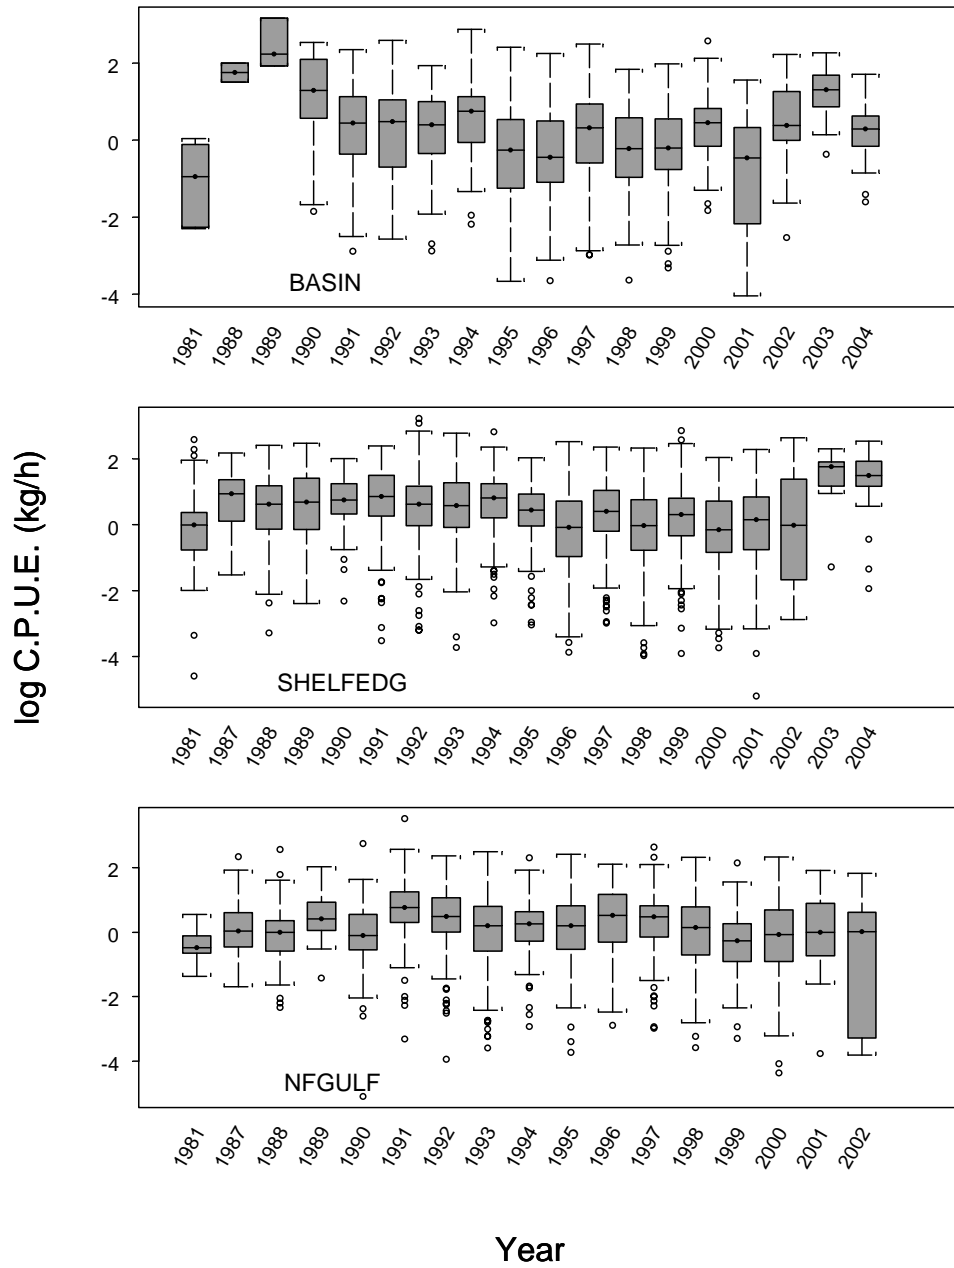 2
0
-2
-4
BASIN
1981 1988 1989 1990 1991 1992 1993 1994 1995 1996 1997 1998 1999 2000 2001 2002 2003 2004
log C.P.U.E. (kg/h)
2
0
-2
-4
SHELFEDG
1981 1987 1988 1989 1990 1991 1992 1993 1994 1995 1996 1997 1998 1999 2000 2001 2002 2003 2004
2
0
-2
-4
NFGULF
1981 1987 1988 1989 1990 1991 1992 1993 1994 1995 1996 1997 1998 1999 2000 2001 2002
Year